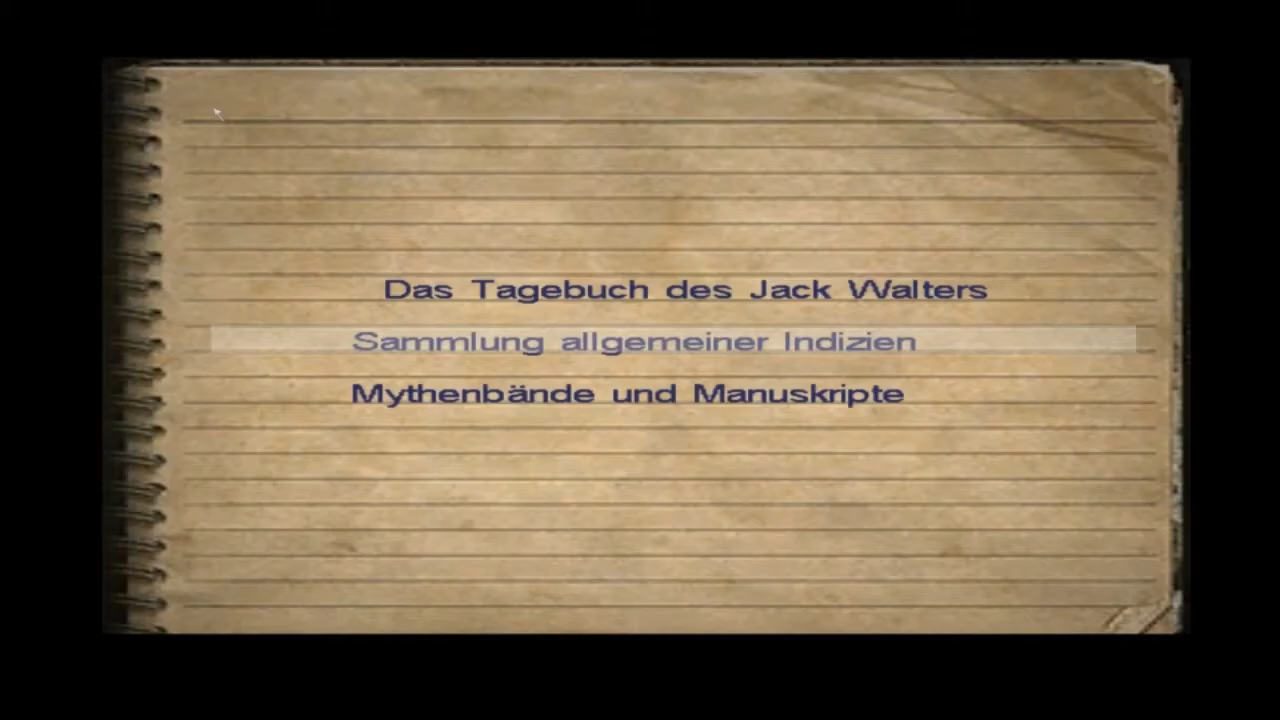 Das Tagebuch des Jack Walters
Sammlung allgemeiner Indizien
Mythenbände und Manuskripte